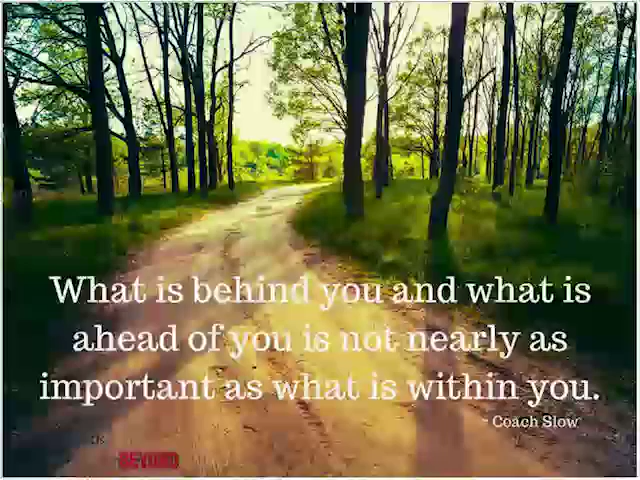 What is behind you and what is
ahead of you is not nearly as
important as what is within you.
- Coach Slow
BEYOND